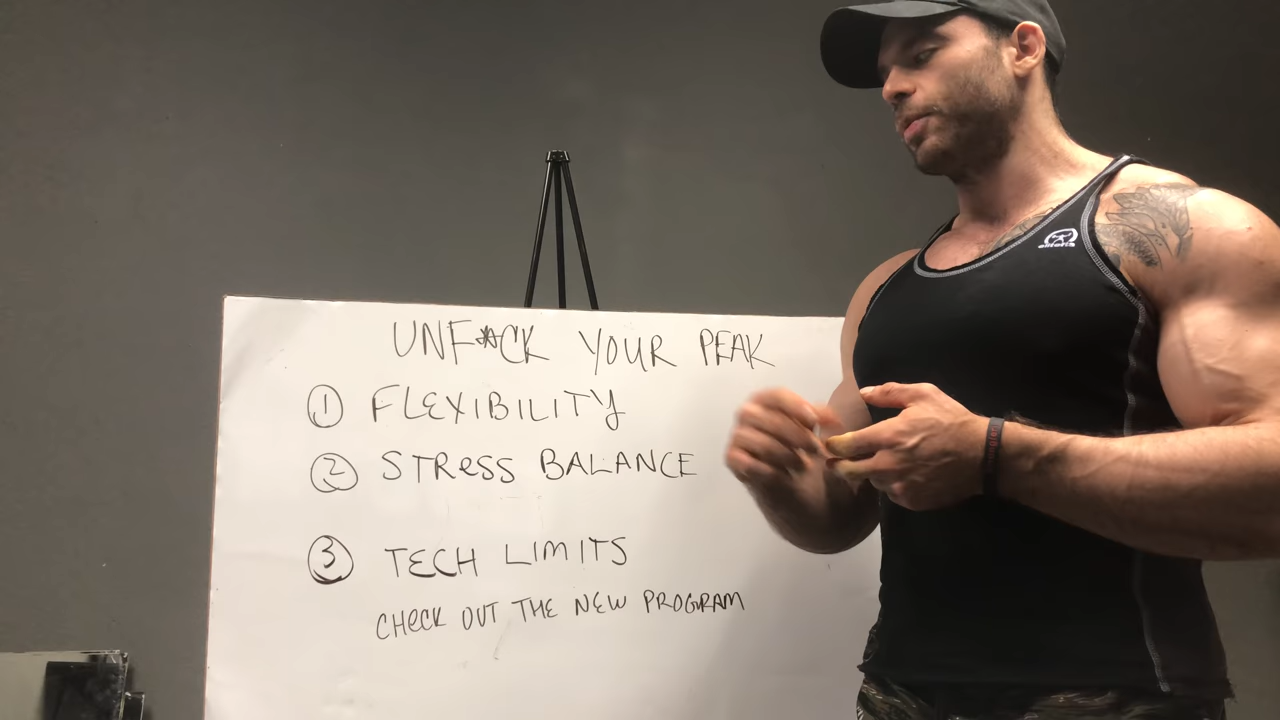 UNF*CK YOUR PEAK
① FLEXIBILITY
② STRESS BALANCE
③ TECH LIMITS
CHECK OUT THE NEW PROGRAM